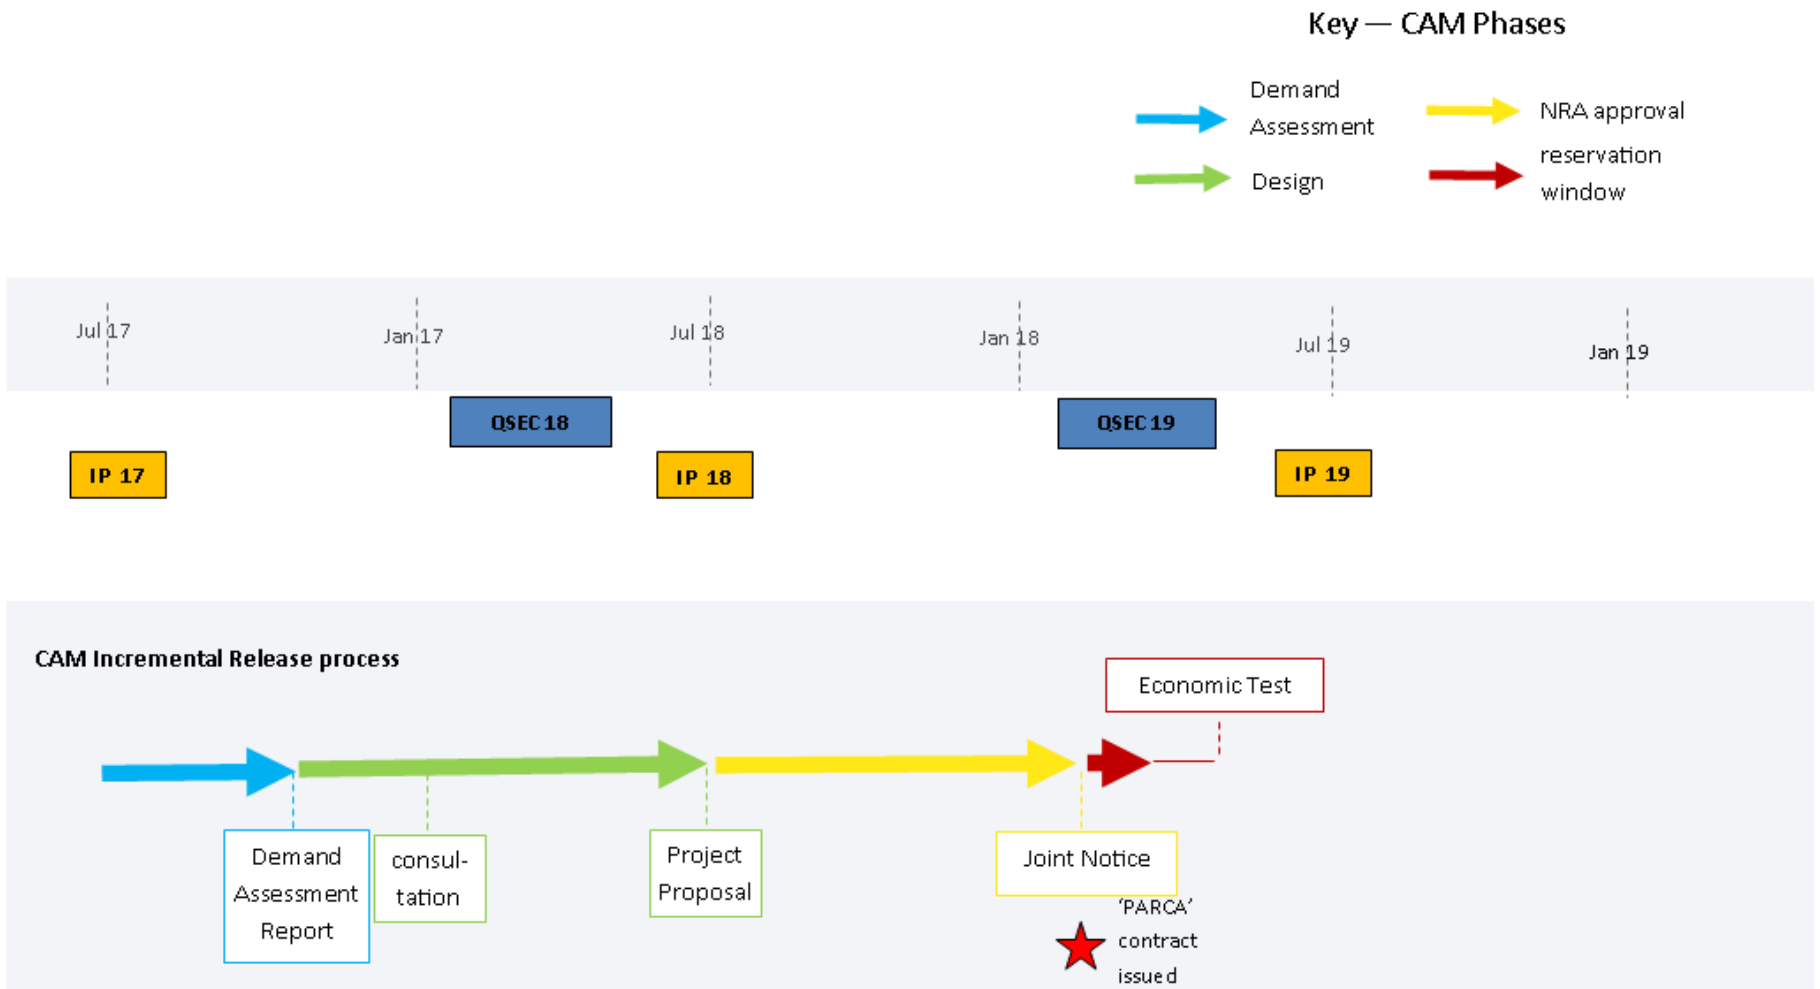 Key — CAM Phases
Demand
Assessment
NRA approval
Design
reservation
window
Jul 17
Jan 17
Jul 18
Jan 18
Jul 19
Jan 19
QSEC 18
QSEC 19
IP 17
IP 18
IP 19
CAM Incremental Release process
Economic Test
Demand
Assessment
Report
consul-
tation
Project
Proposal
Joint Notice
‘PARCA’
contract
issued